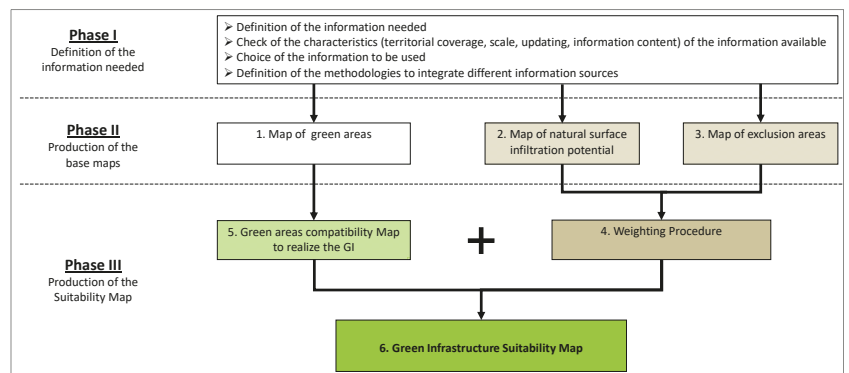 Phase I
Definition of the
information needed
➤ Definition of the information needed
➤ Check of the characteristics (territorial coverage, scale, updating, information content) of the information available
➤ Choice of the information to be used
➤ Definition of the methodologies to integrate different information sources
Phase II
Production of the
base maps
1. Map of green areas
2. Map of natural surface
infiltration potential
3. Map of exclusion areas
Phase III
Production of the
Suitability Map
5. Green areas compatibility Map
to realize the GI
+
4. Weighting Procedure
6. Green Infrastructure Suitability Map